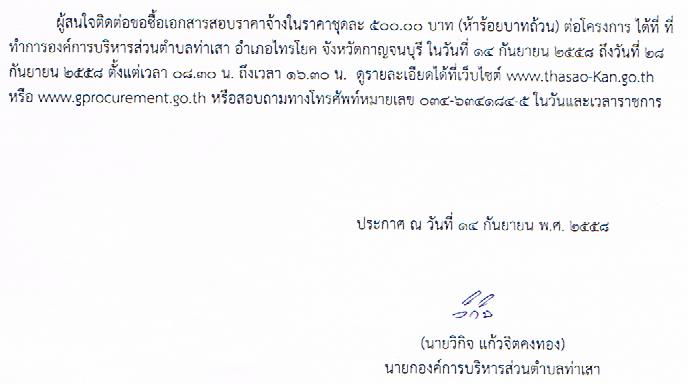 ผู้สนใจติดต่อขอซื้อเอกสารสอบราคาจ้างในราคาชุดละ ๕๐๐.๐๐ บาท (ห้าร้อยบาทถ้วน) ต่อโครงการ ได้ที่ ที่
ทำการองค์การบริหารส่วนตำบลท่าเสา อำเภอไทรโยค จังหวัดกาญจนบุรี ในวันที่ ๑๔ กันยายน ๒๕๕๘ ถึงวันที่ ๒๘
กันยายน ๒๕๕๘ ตั้งแต่เวลา ๐๘.๓๐ น. ถึงเวลา ๑๖.๓๐ น. ดูรายละเอียดได้ที่เว็บไซต์ www.thasao-Kan.go.th
หรือ www.gprocurement.go.th หรือสอบถามทางโทรศัพท์หมายเลข ๐๓๔-๖๓๔๑๘๔-๕ ในวันและเวลาราชการ
ประกาศ ณ วันที่ ๑๔ กันยายน พ.ศ. ๒๕๕๘
วิกิจ
(นายวิกิจ แก้วจิตคงทอง)
นายกองค์การบริหารส่วนตำบลท่าเสา